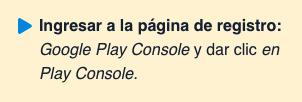 Ingresar a la página de registro:
Google Play Console y dar clic en
Play Console.